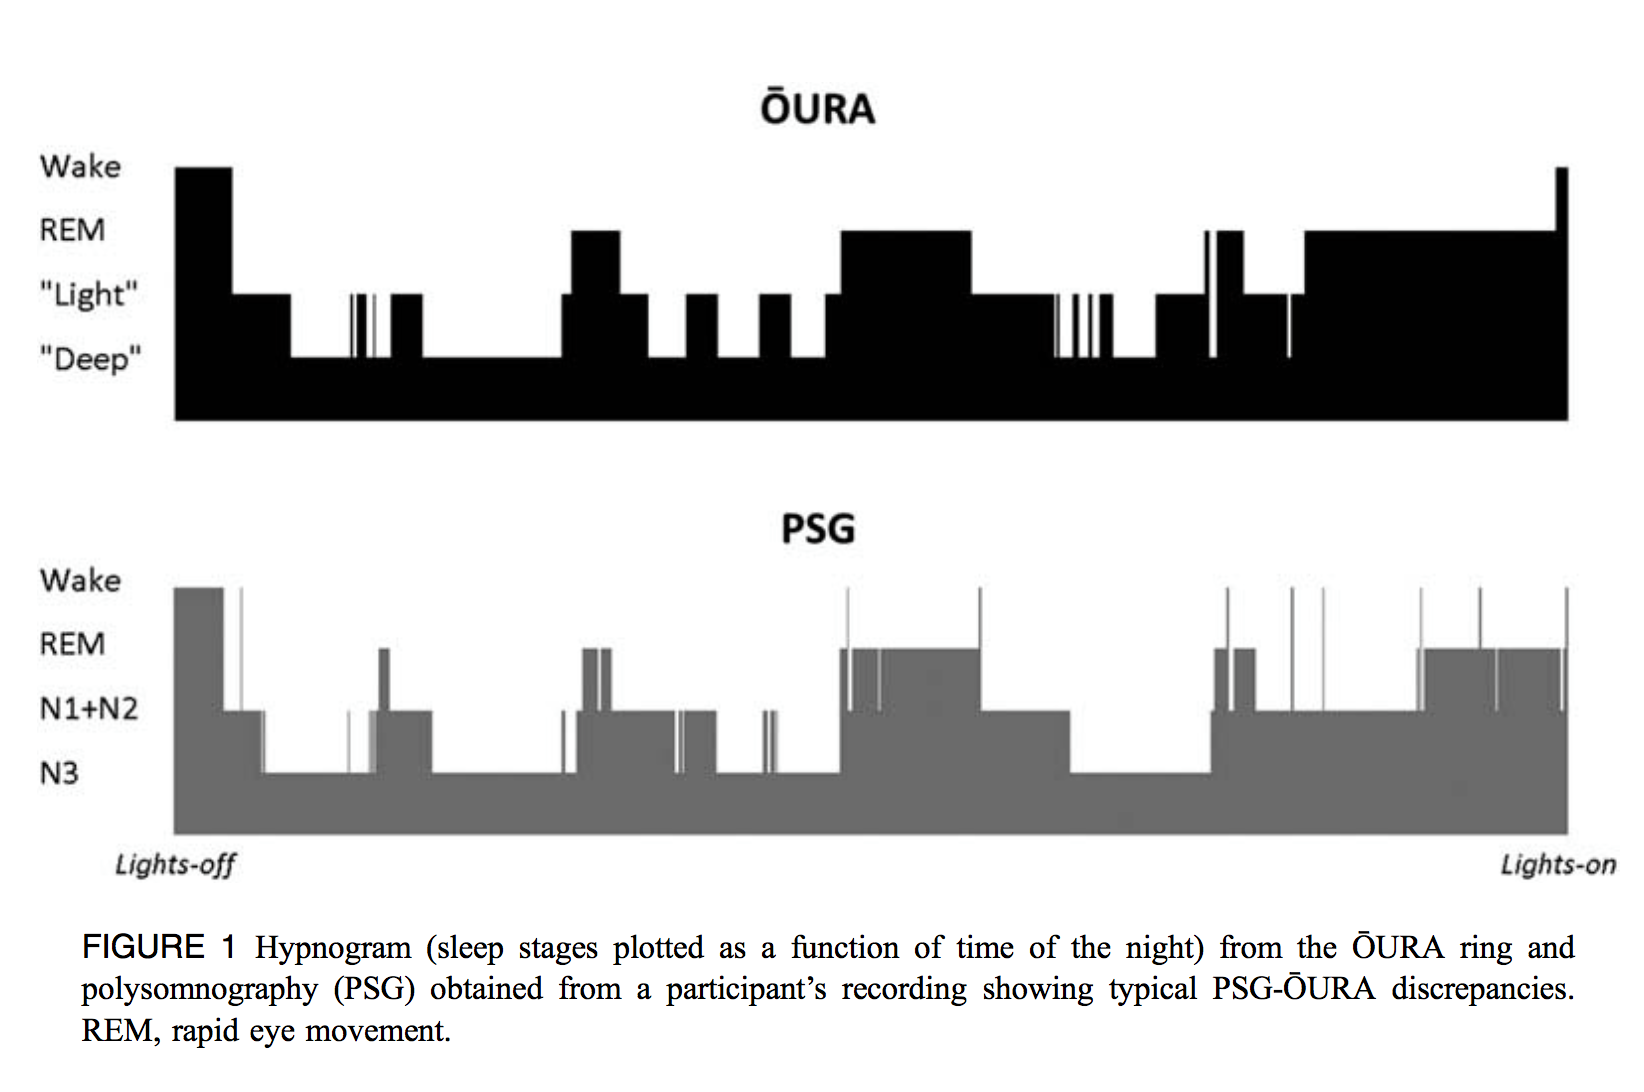 ŌURA
Wake
REM
"Light"
"Deep"
PSG
Wake
REM
N1+N2
N3
Lights-off
Lights-on
FIGURE 1 Hypnogram (sleep stages plotted as a function of time of the night) from the ŌURA ring and
polysomnography (PSG) obtained from a participant’s recording showing typical PSG-ŌURA discrepancies.
REM, rapid eye movement.